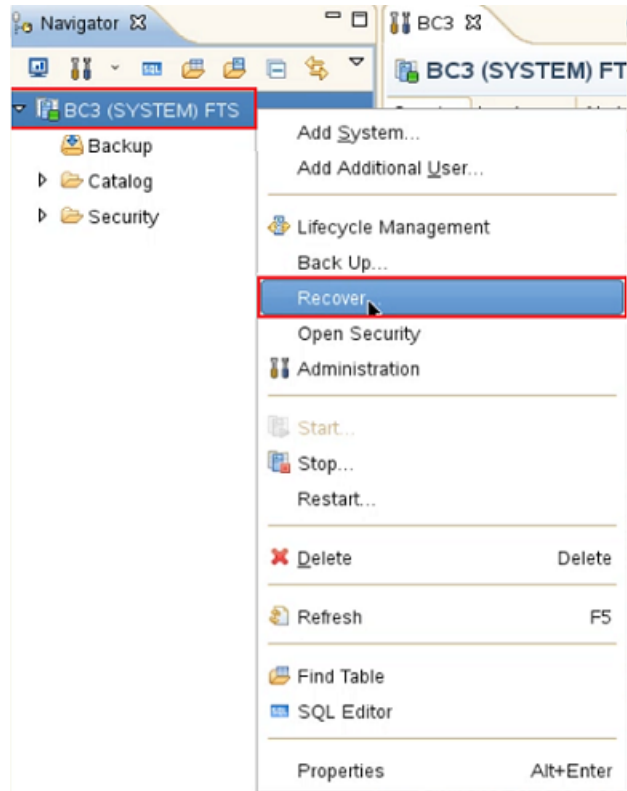 Navigator
BC3
SQL
BC3 (SYSTEM) FT
BC3 (SYSTEM) FTS
Backup
Catalog
Security
Add System...
Add Additional User...
Lifecycle Management
Back Up...
Recover...
Open Security
Administration
Start...
Stop...
Restart...
Delete Delete
Refresh F5
Find Table
SQL SQL Editor
Properties Alt+Enter